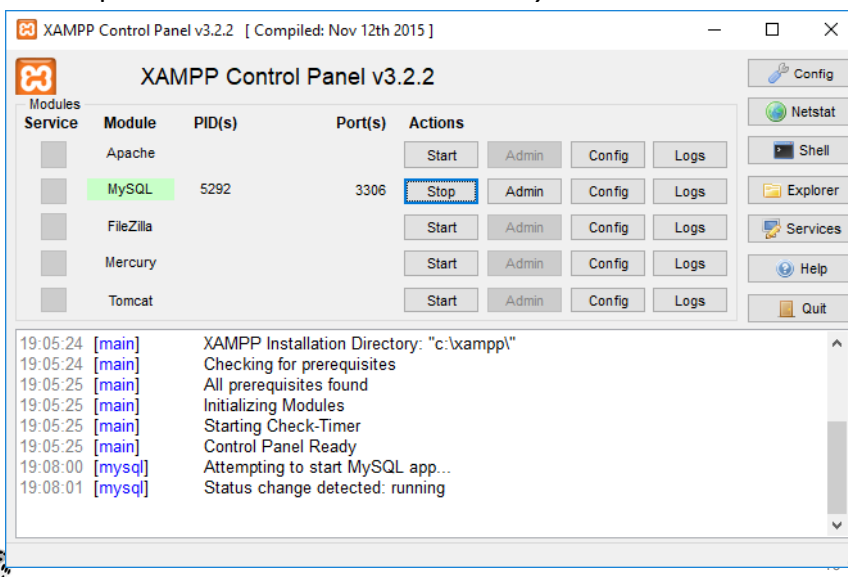 XAMPP Control Panel v3.2.2 [ Compiled: Nov 12th 2015 ]
XAMPP Control Panel v3.2.2
Config
Modules
Service Module PID(s) Port(s) Actions
Netstat
Apache Start Admin Config Logs
Shell
MySQL 5292 3306 Stop Admin Config Logs
Explorer
FileZilla Start Admin Config Logs
Services
Mercury Start Admin Config Logs
Help
Tomcat Start Admin Config Logs
Quit
19:05:24 [main] XAMPP Installation Directory: "c:\xampp\"
19:05:24 [main] Checking for prerequisites
19:05:25 [main] All prerequisites found
19:05:25 [main] Initializing Modules
19:05:25 [main] Starting Check-Timer
19:05:25 [main] Control Panel Ready
19:08:00 [mysql] Attempting to start MySQL app...
19:08:01 [mysql] Status change detected: running